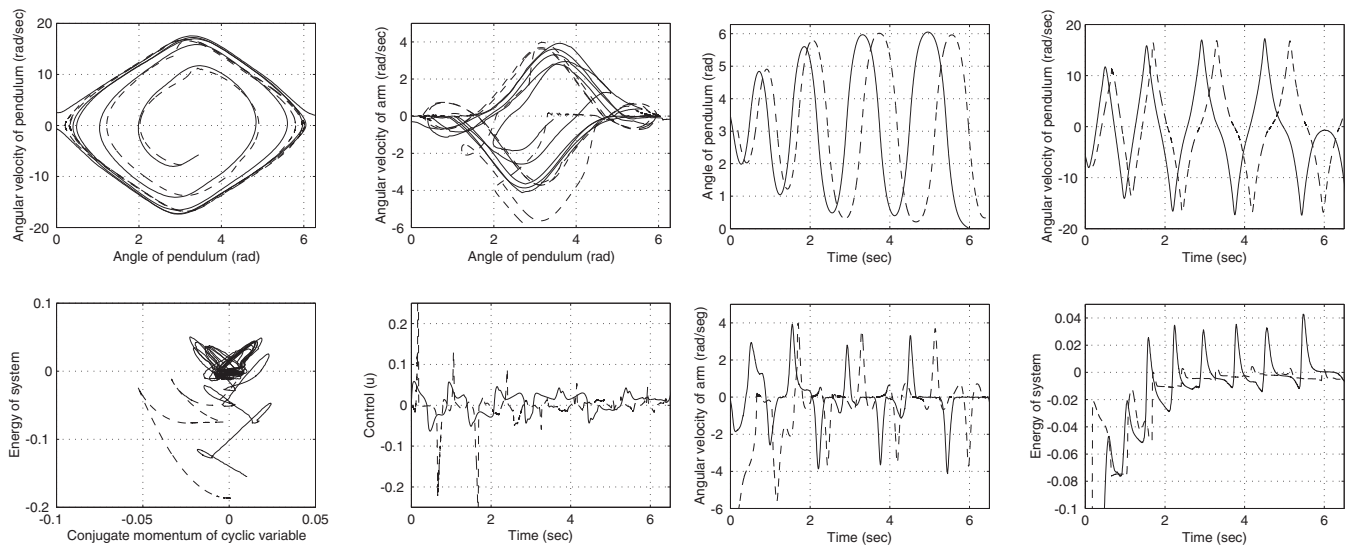 Angular velocity of pendulum (rad/sec)
20
10
0
-10
-20
0 2 4 6
Angle of pendulum (rad)
Angular velocity of arm (rad/sec)
4
2
0
-2
-4
-6
0 2 4 6
Angle of pendulum (rad)
Angle of pendulum (rad)
6
5
4
3
2
1
0
0 2 4 6
Time (sec)
Angular velocity of pendulum (rad/sec)
20
10
0
-10
-20
0 2 4 6
Time (sec)
Energy of system
0.1
0
-0.1
-0.2
-0.1 -0.05 0 0.05
Conjugate momentum of cyclic variable
Control (u)
0.2
0.1
0
-0.1
-0.2
0 2 4 6
Time (sec)
Angular velocity of arm (rad/seg)
4
2
0
-2
-4
-6
0 2 4 6
Time (sec)
Energy of system
0.04
0.02
0
-0.02
-0.04
-0.06
-0.08
-0.1
0 2 4 6
Time (sec)